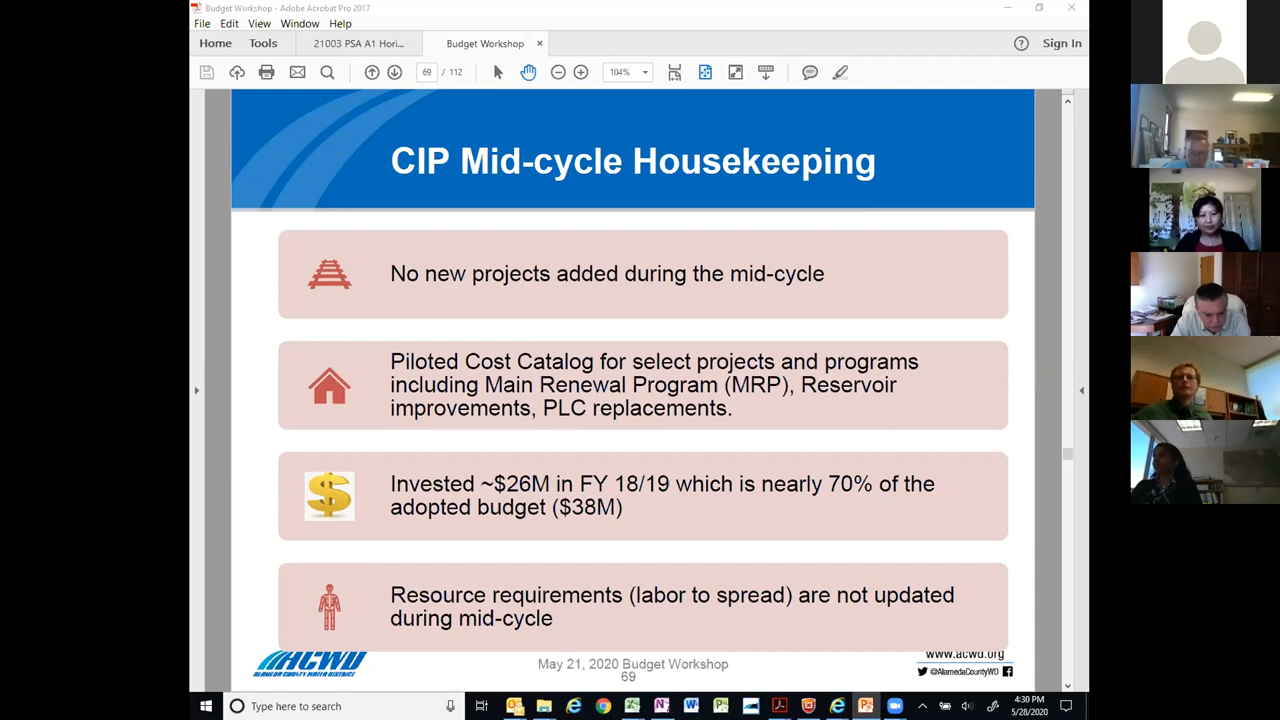 Budget Workshop - Adobe Acrobat Pro 2017
File Edit View Window Help
Home Tools 21003 PSA A1 Hori... Budget Workshop × Sign In
69 / 112 104%
CIP Mid-cycle Housekeeping
No new projects added during the mid-cycle
Piloted Cost Catalog for select projects and programs
including Main Renewal Program (MRP), Reservoir
improvements, PLC replacements.
Invested ~$26M in FY 18/19 which is nearly 70% of the
adopted budget ($38M)
Resource requirements (labor to spread) are not updated
during mid-cycle
ACWD
ALAMEDA COUNTY WATER DISTRICT
May 21, 2020 Budget Workshop
69
www.acwd.org
@AlamedaCountyWD
Type here to search
4:30 PM
5/28/2020